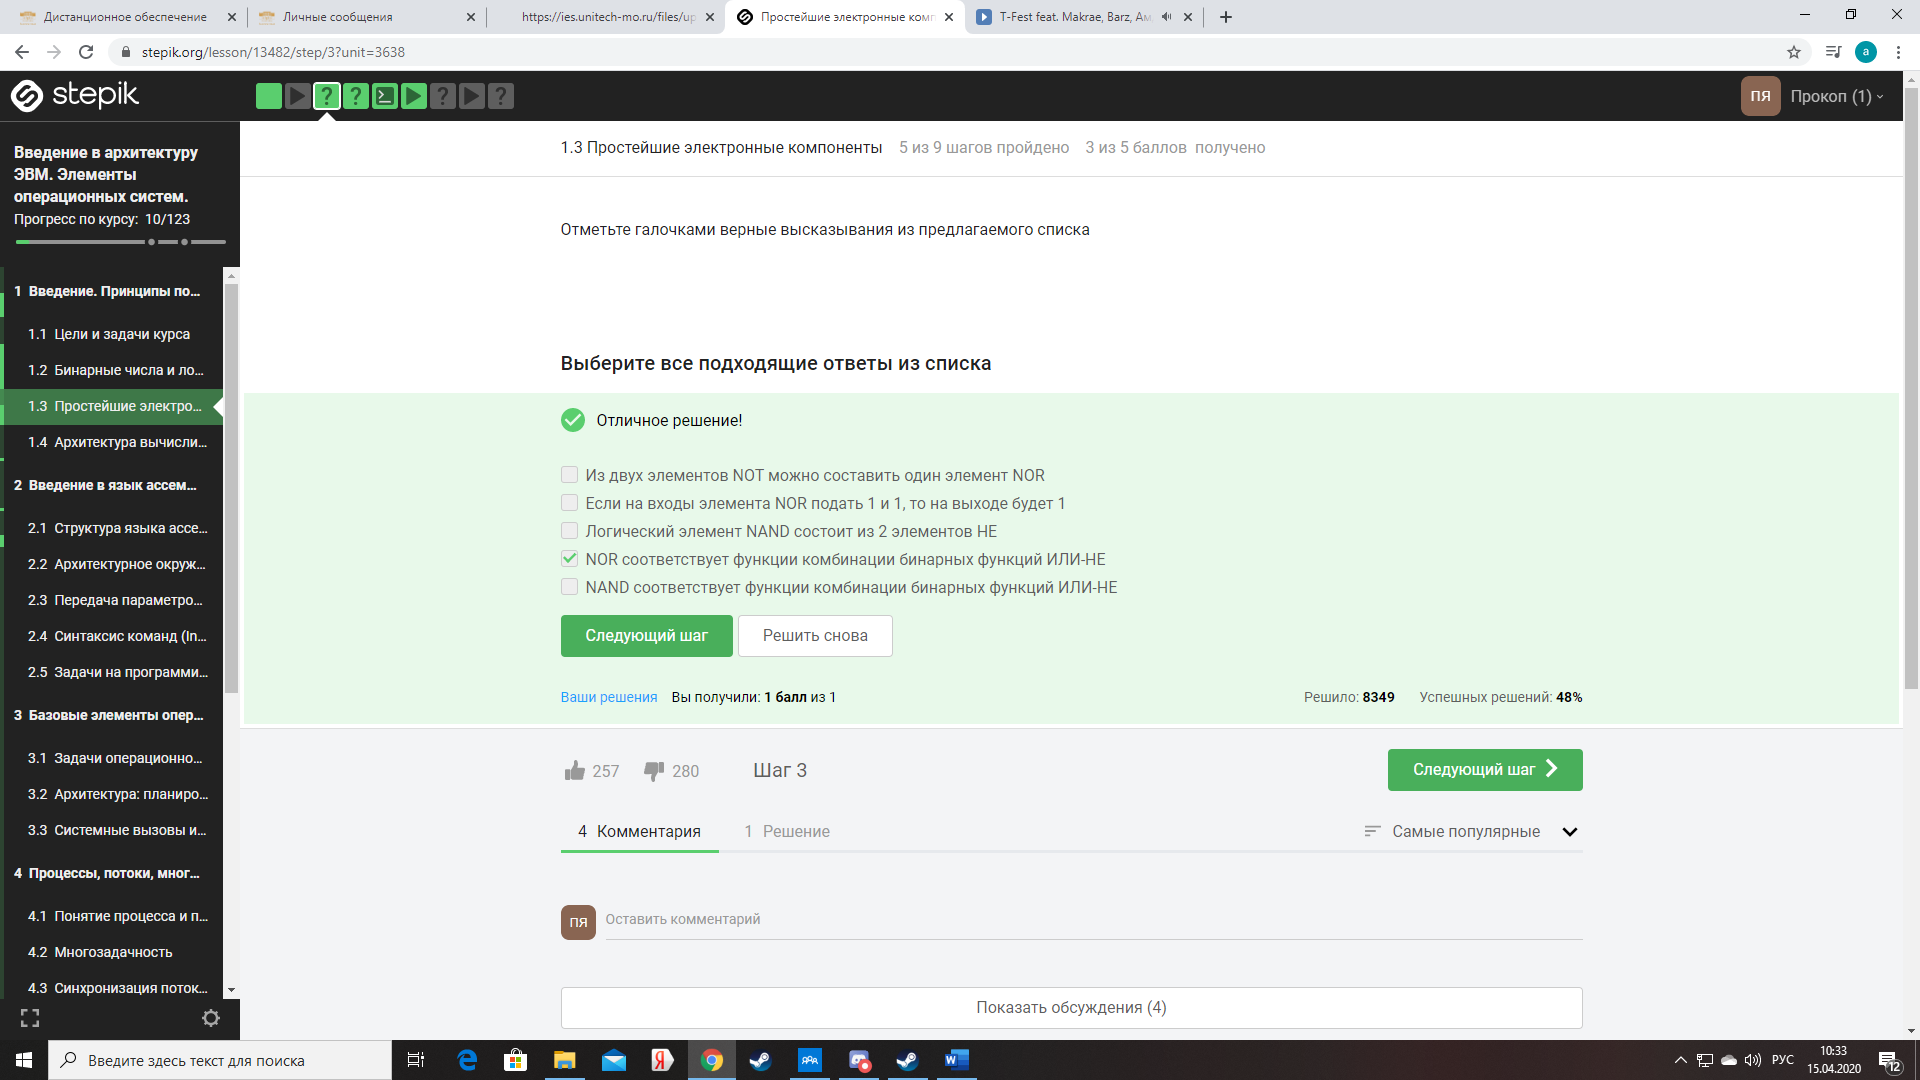 Дистанционное обеспечение
Личные сообщения
https://ies.unitech-mo.ru/files/up
Простейшие электронные комп
T-Fest feat. Makrae, Barz, Ам
stepik.org/lesson/13482/step/3?unit=3638
a
stepik
ПЯ
Прокоп (1)
Введение в архитектуру
ЭВМ. Элементы
операционных систем.
Прогресс по курсу: 10/123
1 Введение. Принципы по...
1.1 Цели и задачи курса
1.2 Бинарные числа и ло...
1.3 Простейшие электро...
1.4 Архитектура вычисли...
2 Введение в язык ассем...
2.1 Структура языка ассе...
2.2 Архитектурное окруж...
2.3 Передача параметро...
2.4 Синтаксис команд (In...
2.5 Задачи на программи...
3 Базовые элементы опер...
3.1 Задачи операционно...
3.2 Архитектура: планиро...
3.3 Системные вызовы и...
4 Процессы, потоки, мног...
4.1 Понятие процесса и п...
4.2 Многозадачность
4.3 Синхронизация поток...
1.3 Простейшие электронные компоненты 5 из 9 шагов пройдено 3 из 5 баллов получено
Отметьте галочками верные высказывания из предлагаемого списка
Выберите все подходящие ответы из списка
Отличное решение!
Из двух элементов NOT можно составить один элемент NOR
Если на входы элемента NOR подать 1 и 1, то на выходе будет 1
Логический элемент NAND состоит из 2 элементов НЕ
NOR соответствует функции комбинации бинарных функций ИЛИ-НЕ
NAND соответствует функции комбинации бинарных функций ИЛИ-НЕ
Следующий шаг
Решить снова
Ваши решения Вы получили: 1 балл из 1
Решило: 8349 Успешных решений: 48%
257
280
Шаг 3
Следующий шаг
4 Комментария
1 Решение
Самые популярные
ПЯ
Оставить комментарий
Показать обсуждения (4)
Введите здесь текст для поиска
РУС
10:33
15.04.2020
12